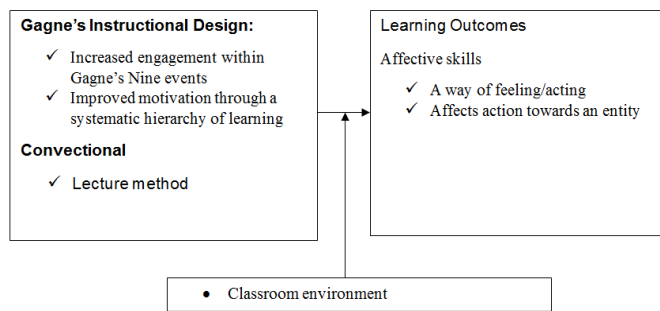 Gagne's Instructional Design:
✓ Increased engagement within
Gagne's Nine events
✓ Improved motivation through a
systematic hierarchy of learning
Convectional
✓ Lecture method
Learning Outcomes
Affective skills
✓ A way of feeling/acting
✓ Affects action towards an entity
• Classroom environment